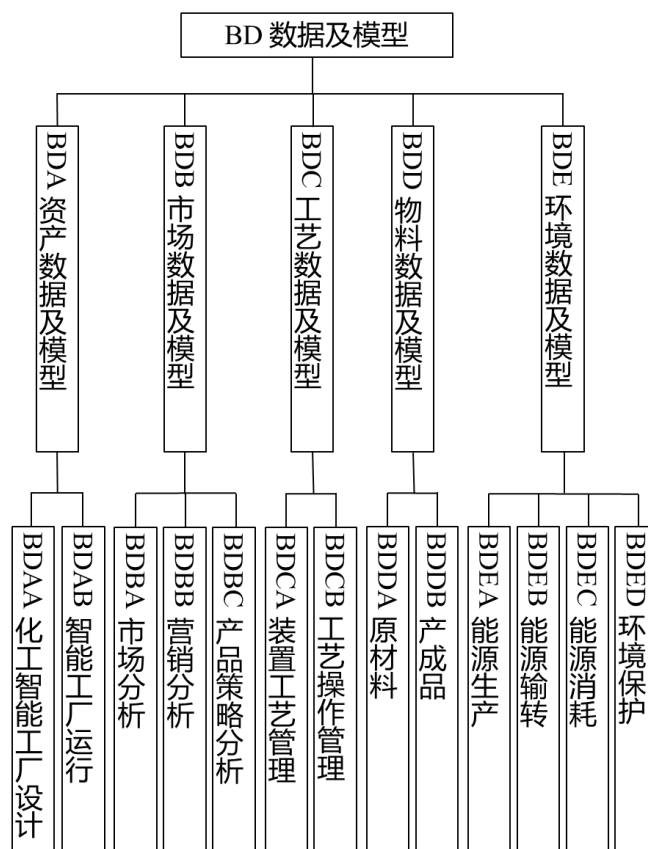 BD 数据及模型
BDA 资产数据及模型
BDB 市场数据及模型
BDC 工艺数据及模型
BDD 物料数据及模型
BDE 环境数据及模型
BDAA 化工智能工厂设计
BDAB 智能工厂运行
BDBA 市场分析
BDBB 营销分析
BDBC 产品策略分析
BDCA 装置工艺管理
BDCB 工艺操作管理
BDDA 原材料
BDDB 产成品
BDEA 能源生产
BDEB 能源输转
BDEC 能源消耗
BDED 环境保护